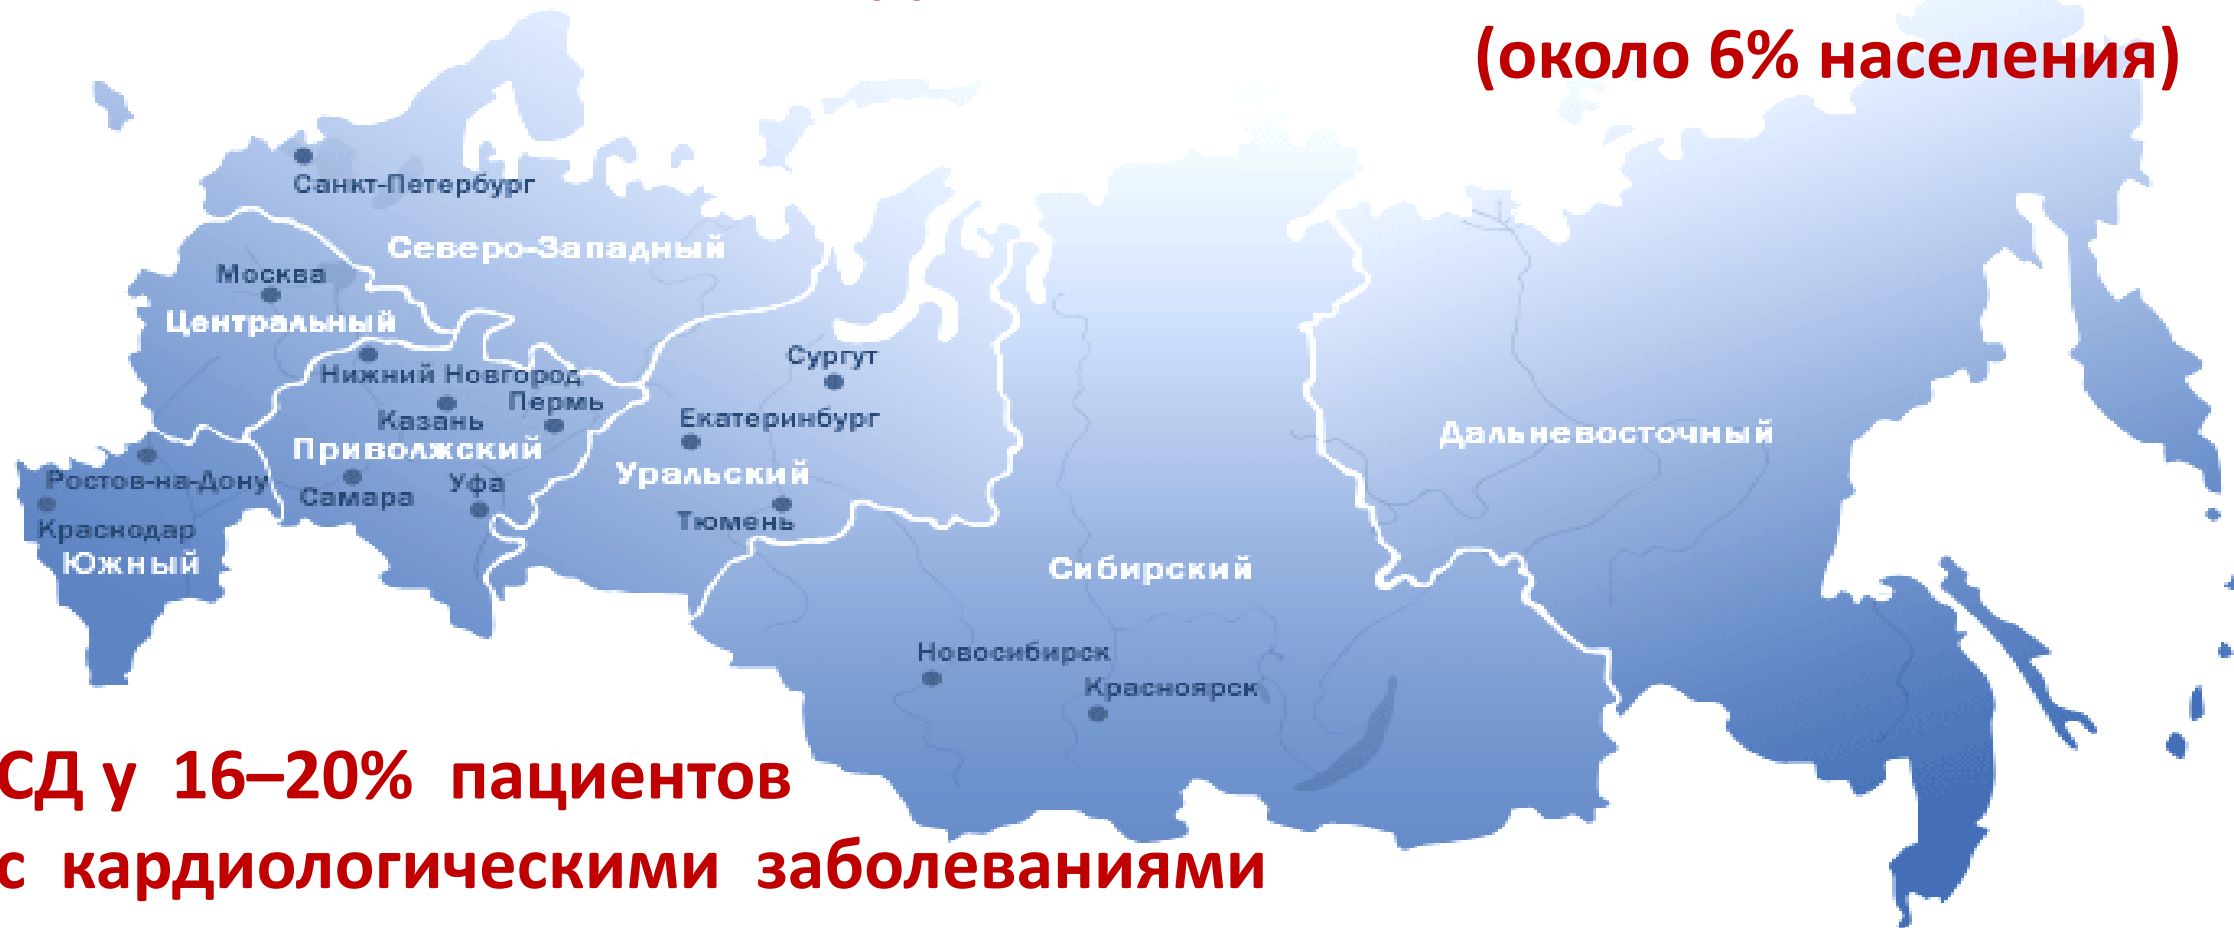 (около 6% населения)
Санкт-Петербург
Северо-Западный
Москва
Центральный
Сургут
Нижний Новгород
Пермь
Казань
Екатеринбург
Приволжский
Дальневосточный
Уральский
Ростов-на-Дону
Самара
Уфа
Тюмень
Краснодар
Южный
Сибирский
Новосибирск
Красноярск
СД у 16–20% пациентов
с кардиологическими заболеваниями